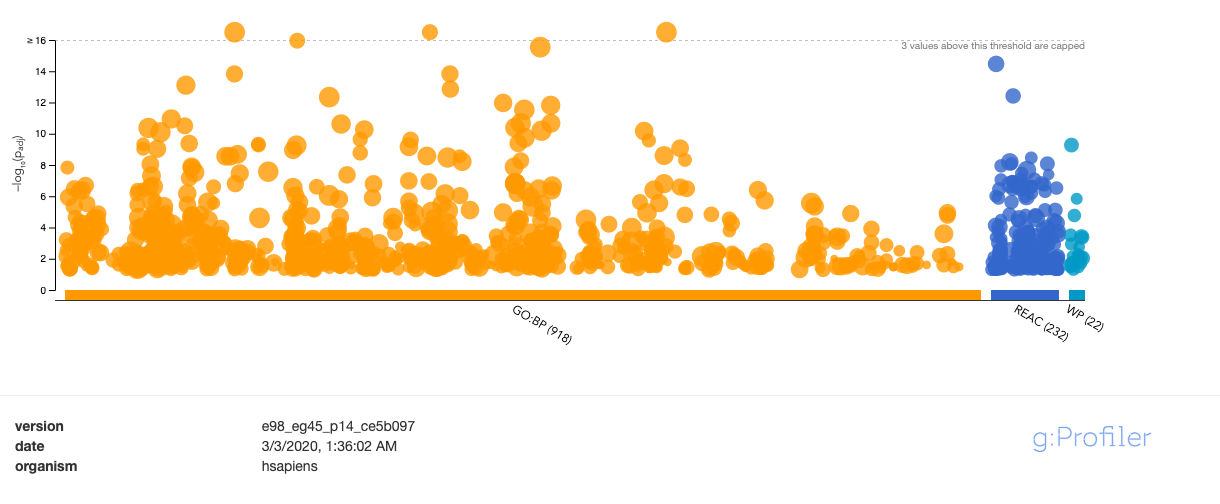 ≥ 16
3 values above this threshold are capped
14
12
10
8
6
4
2
0
−log₁₀(p_adj)
GO:BP (918)
REAC (232)
WP (22)
version e98_eg45_p14_ce5b097
date 3/3/2020, 1:36:02 AM
organism hsapiens
g:Profiler